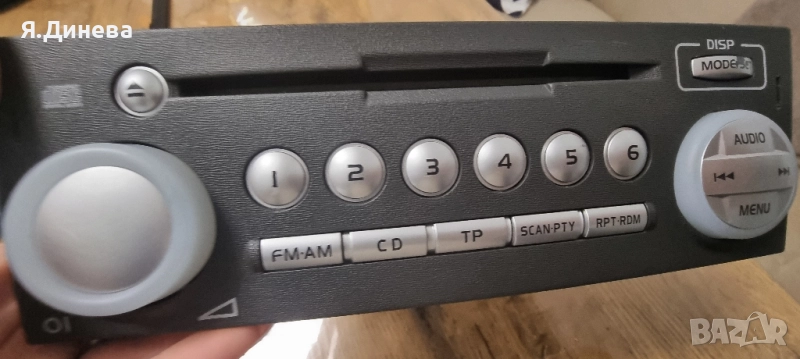 Я.Динева
DISP
MODE
1 2 3 4 5 6
AUDIO
MENU
FM·AM CD TP SCAN·PTY RPT·RDM
BAZAR